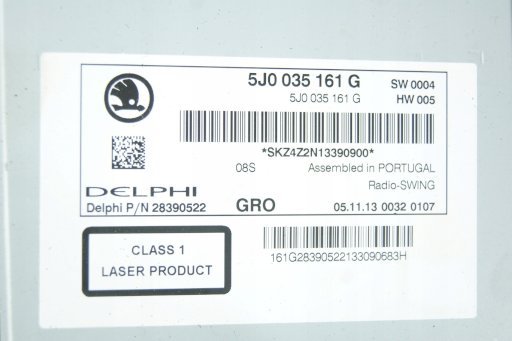 5J0 035 161 G SW 0004
5J0 035 161 G HW 005
*SKZ4Z2N13390900*
08S Assembled in PORTUGAL
Radio-SWING
DELPHI
Delphi P/N 28390522 GRO 05.11.13 0032 0107
CLASS 1
LASER PRODUCT
161G28390522133090683H